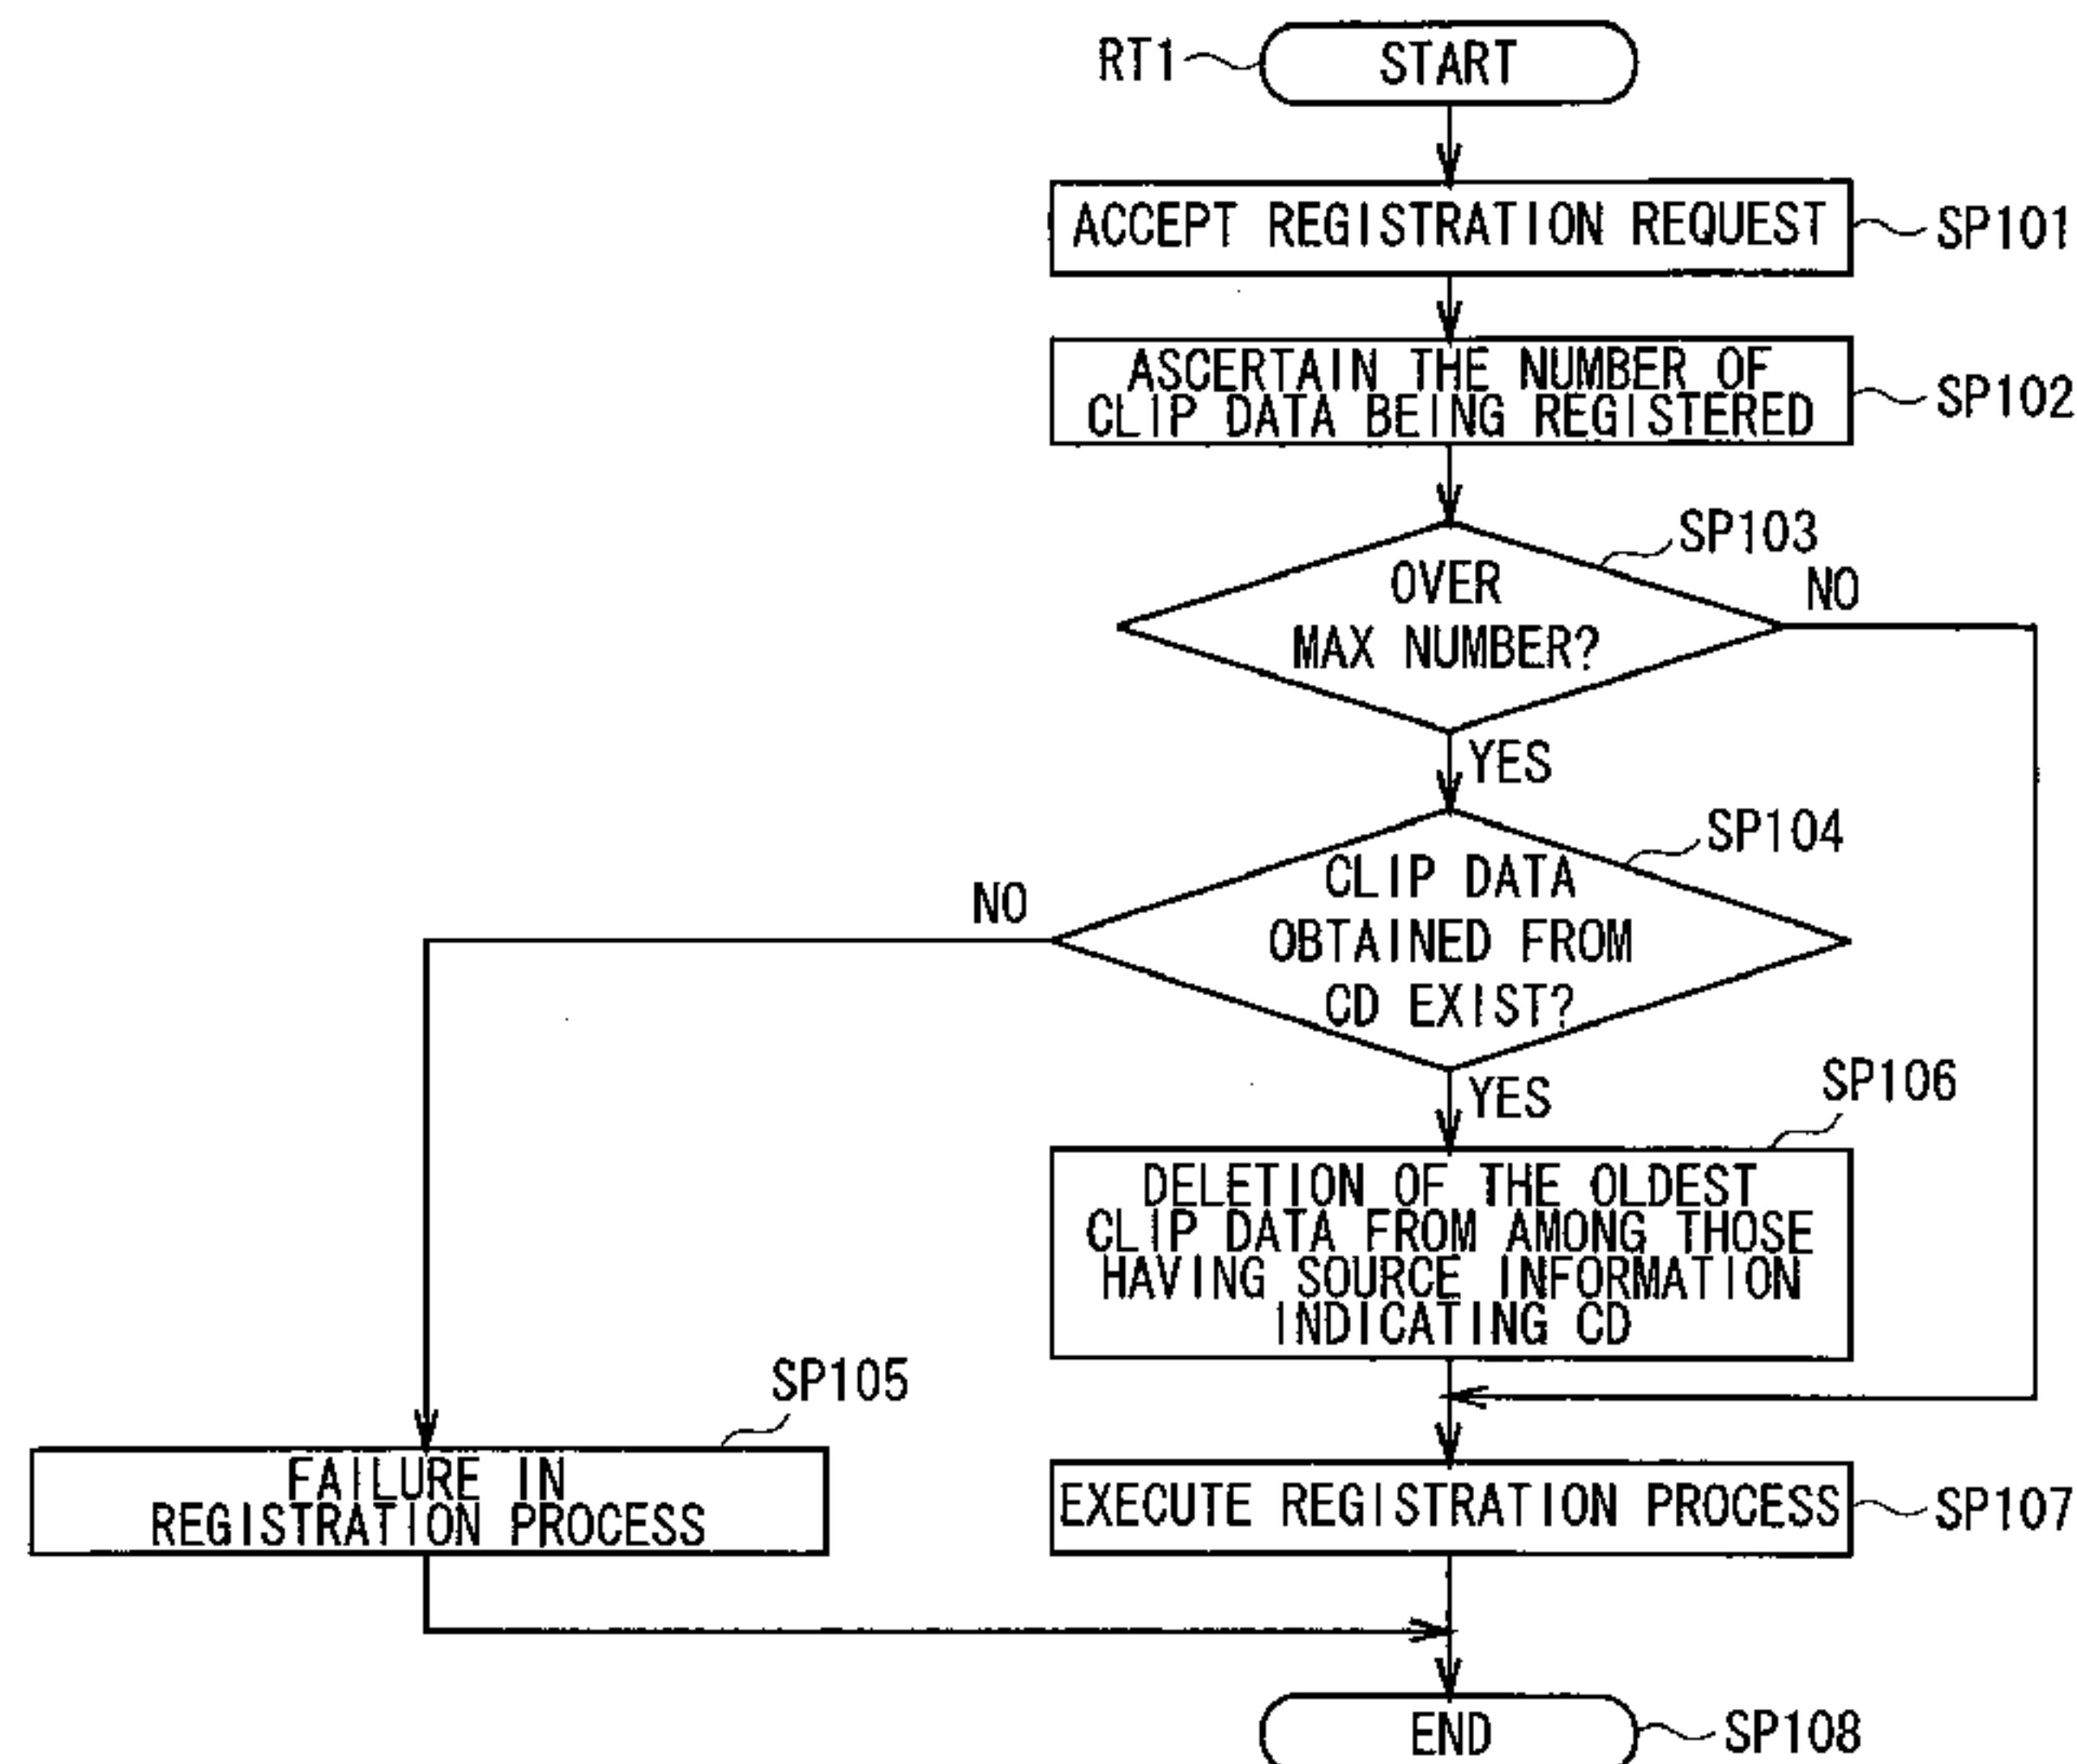 RT1
START
ACCEPT REGISTRATION REQUEST
SP101
ASCERTAIN THE NUMBER OF
CLIP DATA BEING REGISTERED
SP102
SP103
OVER
MAX NUMBER?
NO
YES
SP104
CLIP DATA
OBTAINED FROM
CD EXIST?
NO
YES
SP106
DELETION OF THE OLDEST
CLIP DATA FROM AMONG THOSE
HAVING SOURCE INFORMATION
INDICATING CD
SP105
FAILURE IN
REGISTRATION PROCESS
EXECUTE REGISTRATION PROCESS
SP107
END
SP108